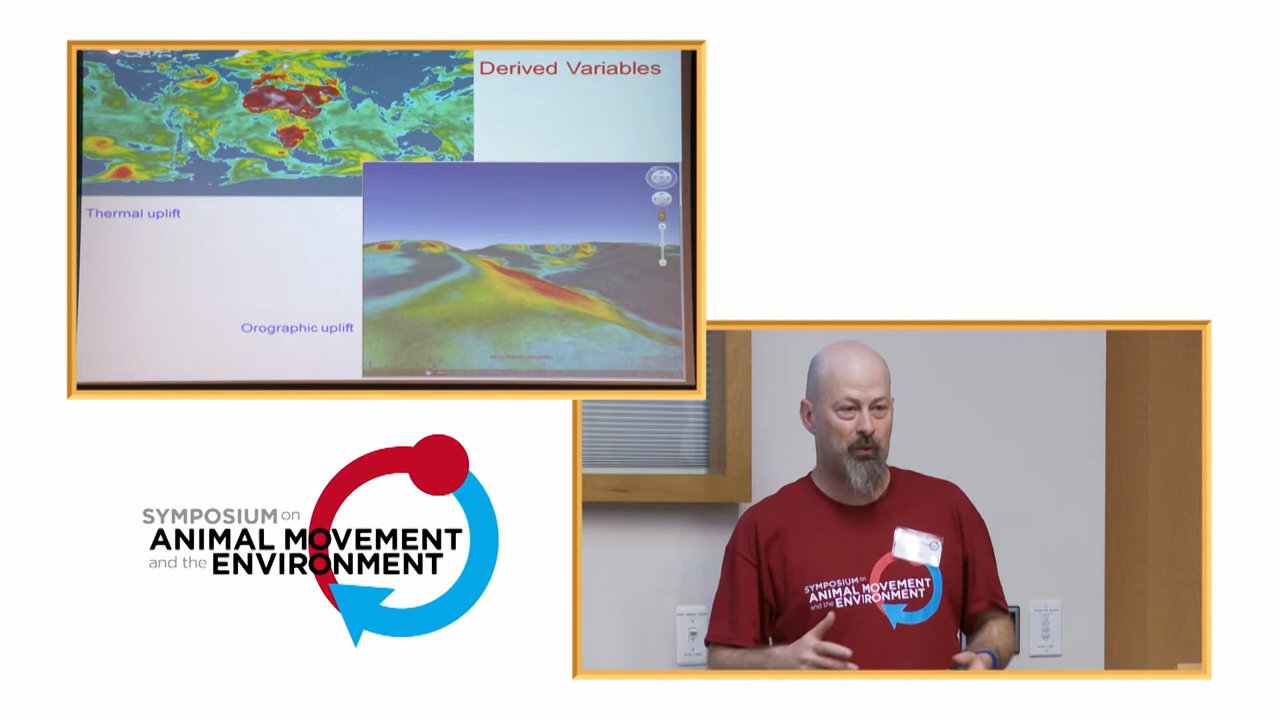 Derived Variables
Thermal uplift
Orographic uplift
SYMPOSIUM on
ANIMAL MOVEMENT
and the ENVIRONMENT
SYMPOSIUM on
ANIMAL MOVEMENT
and the ENVIRONMENT